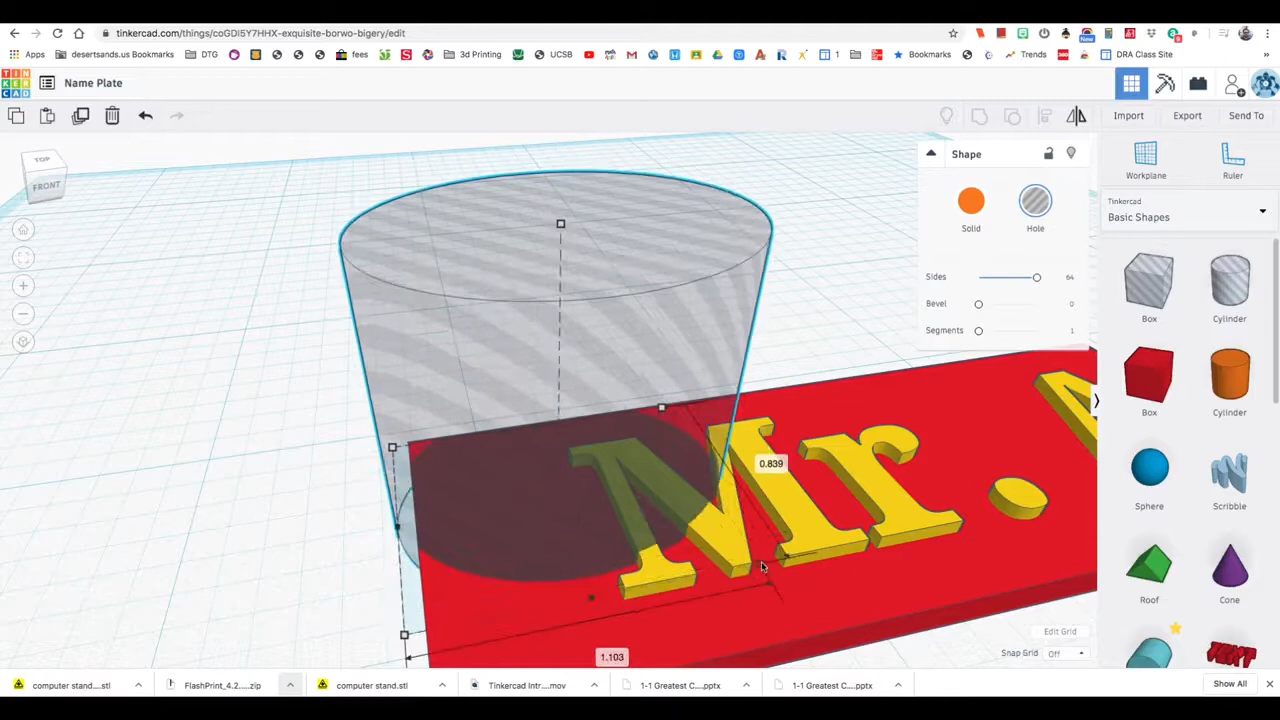 tinkercad.com/things/coGDI5Y7HHX-exquisite-borwo-bigery/edit
Apps desertsands.us Bookmarks DTG fees 3d Printing UCSB 1 Bookmarks Trends DRA Class Site
TIN KER CAD Name Plate
Import Export Send To
TOP
FRONT
Shape
Solid Hole
Sides 64
Bevel 0
Segments 1
Workplane Ruler
Tinkercad
Basic Shapes
Box Cylinder
Box Cylinder
Sphere Scribble
Roof Cone
TEXT
Mr.
0.839
1.103
Edit Grid
Snap Grid Off
computer stand....stl FlashPrint_4.2....zip computer stand.stl Tinkercad Intr....mov 1-1 Greatest C....pptx 1-1 Greatest C....pptx Show All